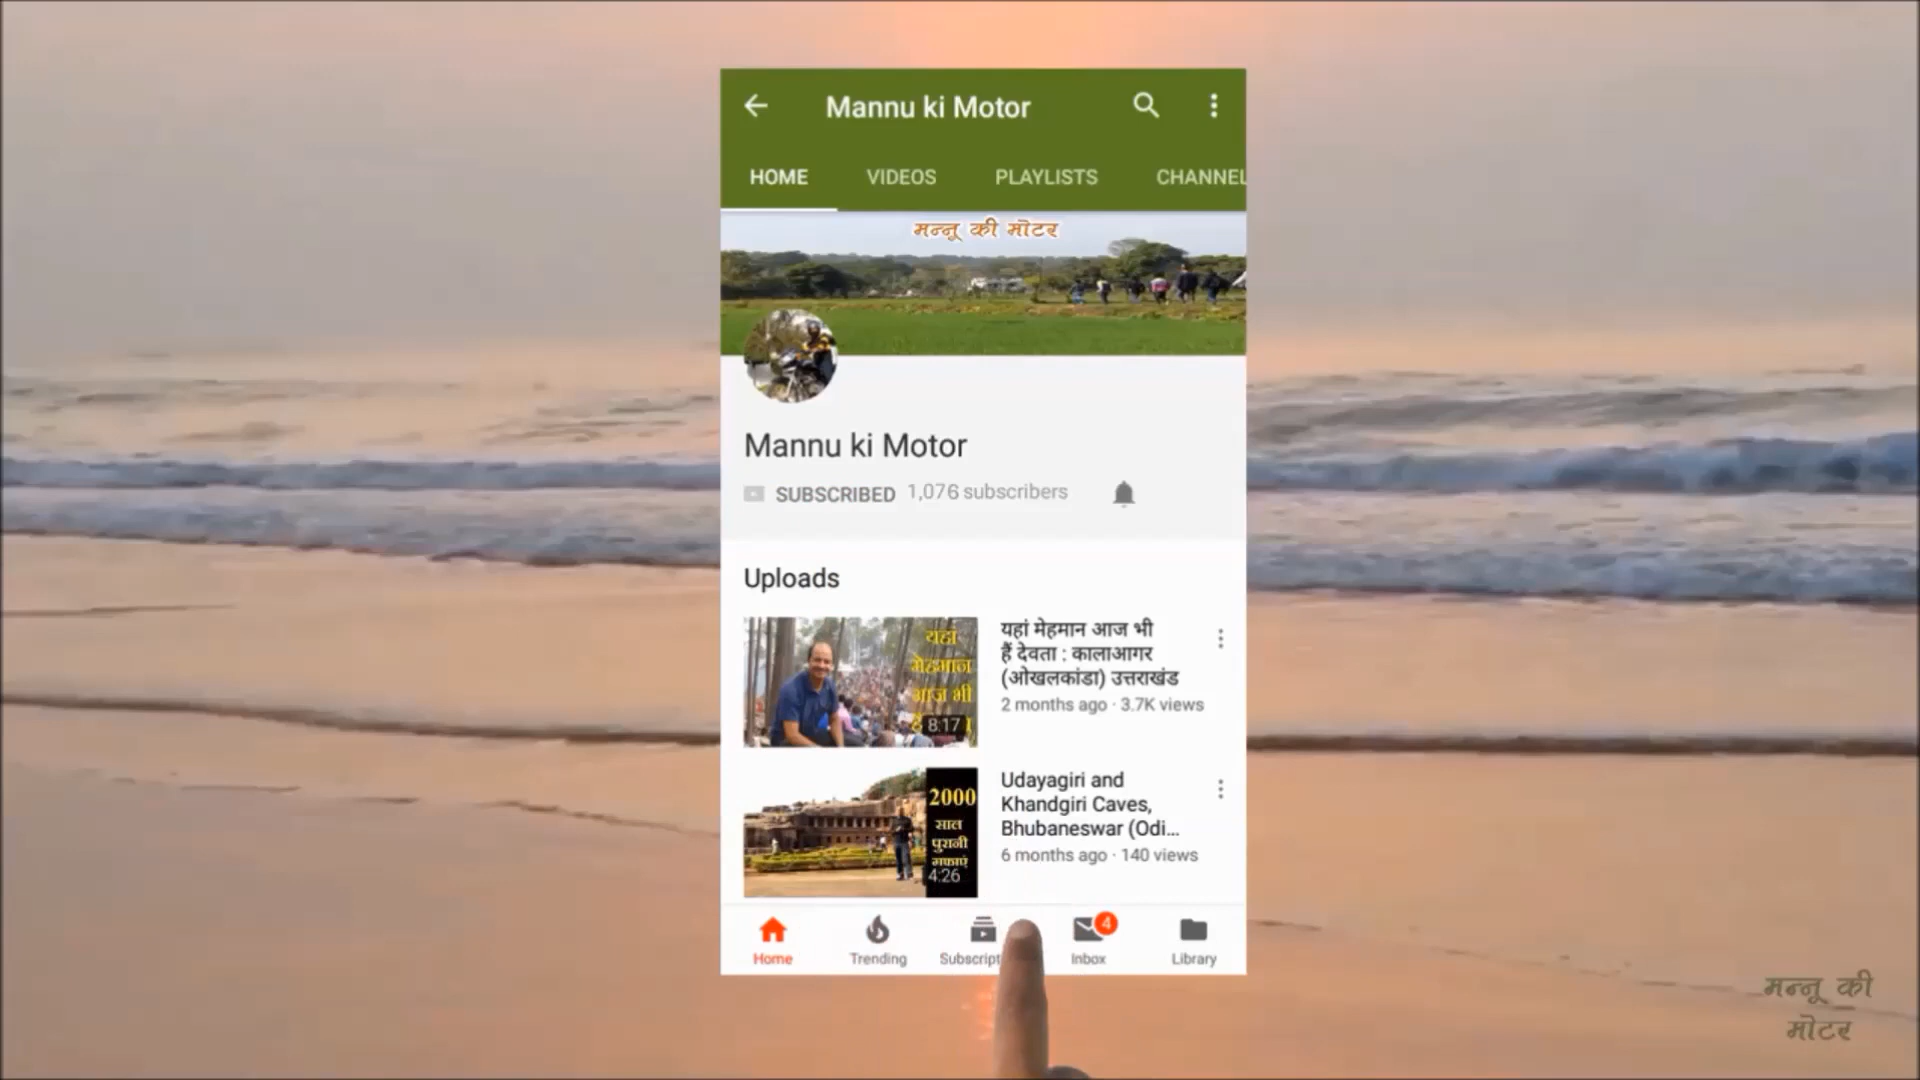 Mannu ki Motor
HOME VIDEOS PLAYLISTS CHANNEL
मन्नू की मोटर
Mannu ki Motor
SUBSCRIBED 1,076 subscribers
Uploads
यहां
मेहमान
आज भी
8:17
यहां मेहमान आज भी
हैं देवता : कालाआगर
(ओखलकांडा) उत्तराखंड
2 months ago · 3.7K views
2000
साल
पुरानी
गुफाएं
4:26
Udayagiri and
Khandgiri Caves,
Bhubaneswar (Odi...
6 months ago · 140 views
4
Home Trending Subscript Inbox Library
मन्नू की
मोटर